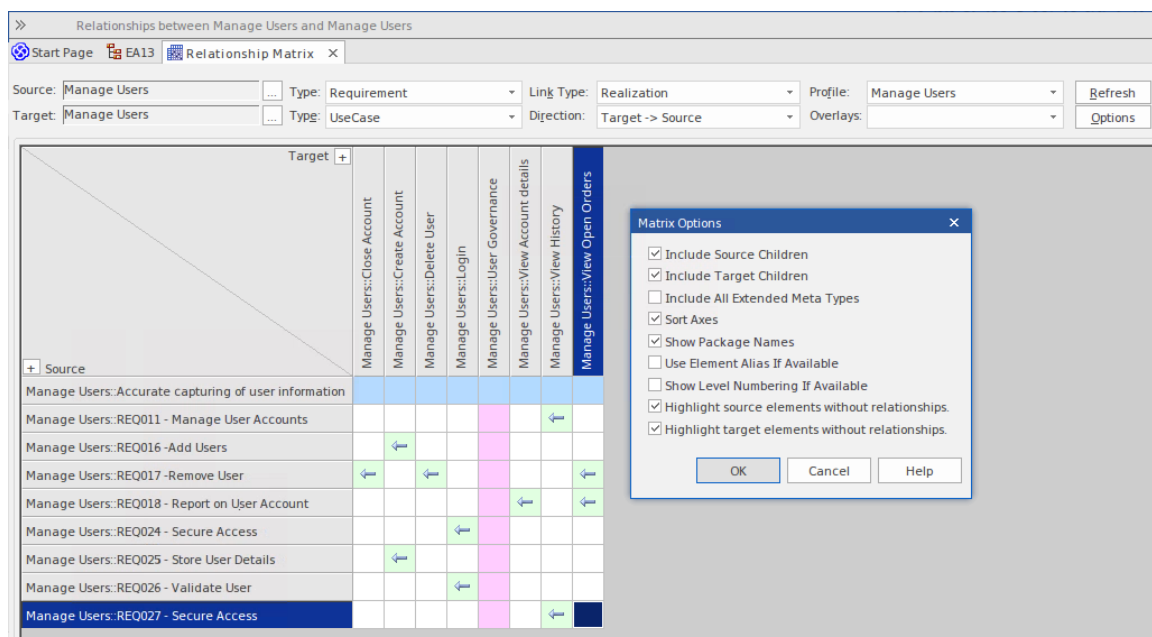 Relationships between Manage Users and Manage Users
Start Page EA13 Relationship Matrix
Source: Manage Users ... Type: Requirement Link Type: Realization Profile: Manage Users Refresh
Target: Manage Users ... Type: UseCase Direction: Target -> Source Overlays: Options
Target +
Manage Users::Close Account
Manage Users::Create Account
Manage Users::Delete User
Manage Users::Login
Manage Users::User Governance
Manage Users::View Account details
Manage Users::View History
Manage Users::View Open Orders
+ Source
Manage Users::Accurate capturing of user information
Manage Users::REQ011 - Manage User Accounts
Manage Users::REQ016 -Add Users
Manage Users::REQ017 -Remove User
Manage Users::REQ018 - Report on User Account
Manage Users::REQ024 - Secure Access
Manage Users::REQ025 - Store User Details
Manage Users::REQ026 - Validate User
Manage Users::REQ027 - Secure Access
Matrix Options
Include Source Children
Include Target Children
Include All Extended Meta Types
Sort Axes
Show Package Names
Use Element Alias If Available
Show Level Numbering If Available
Highlight source elements without relationships.
Highlight target elements without relationships.
OK Cancel Help